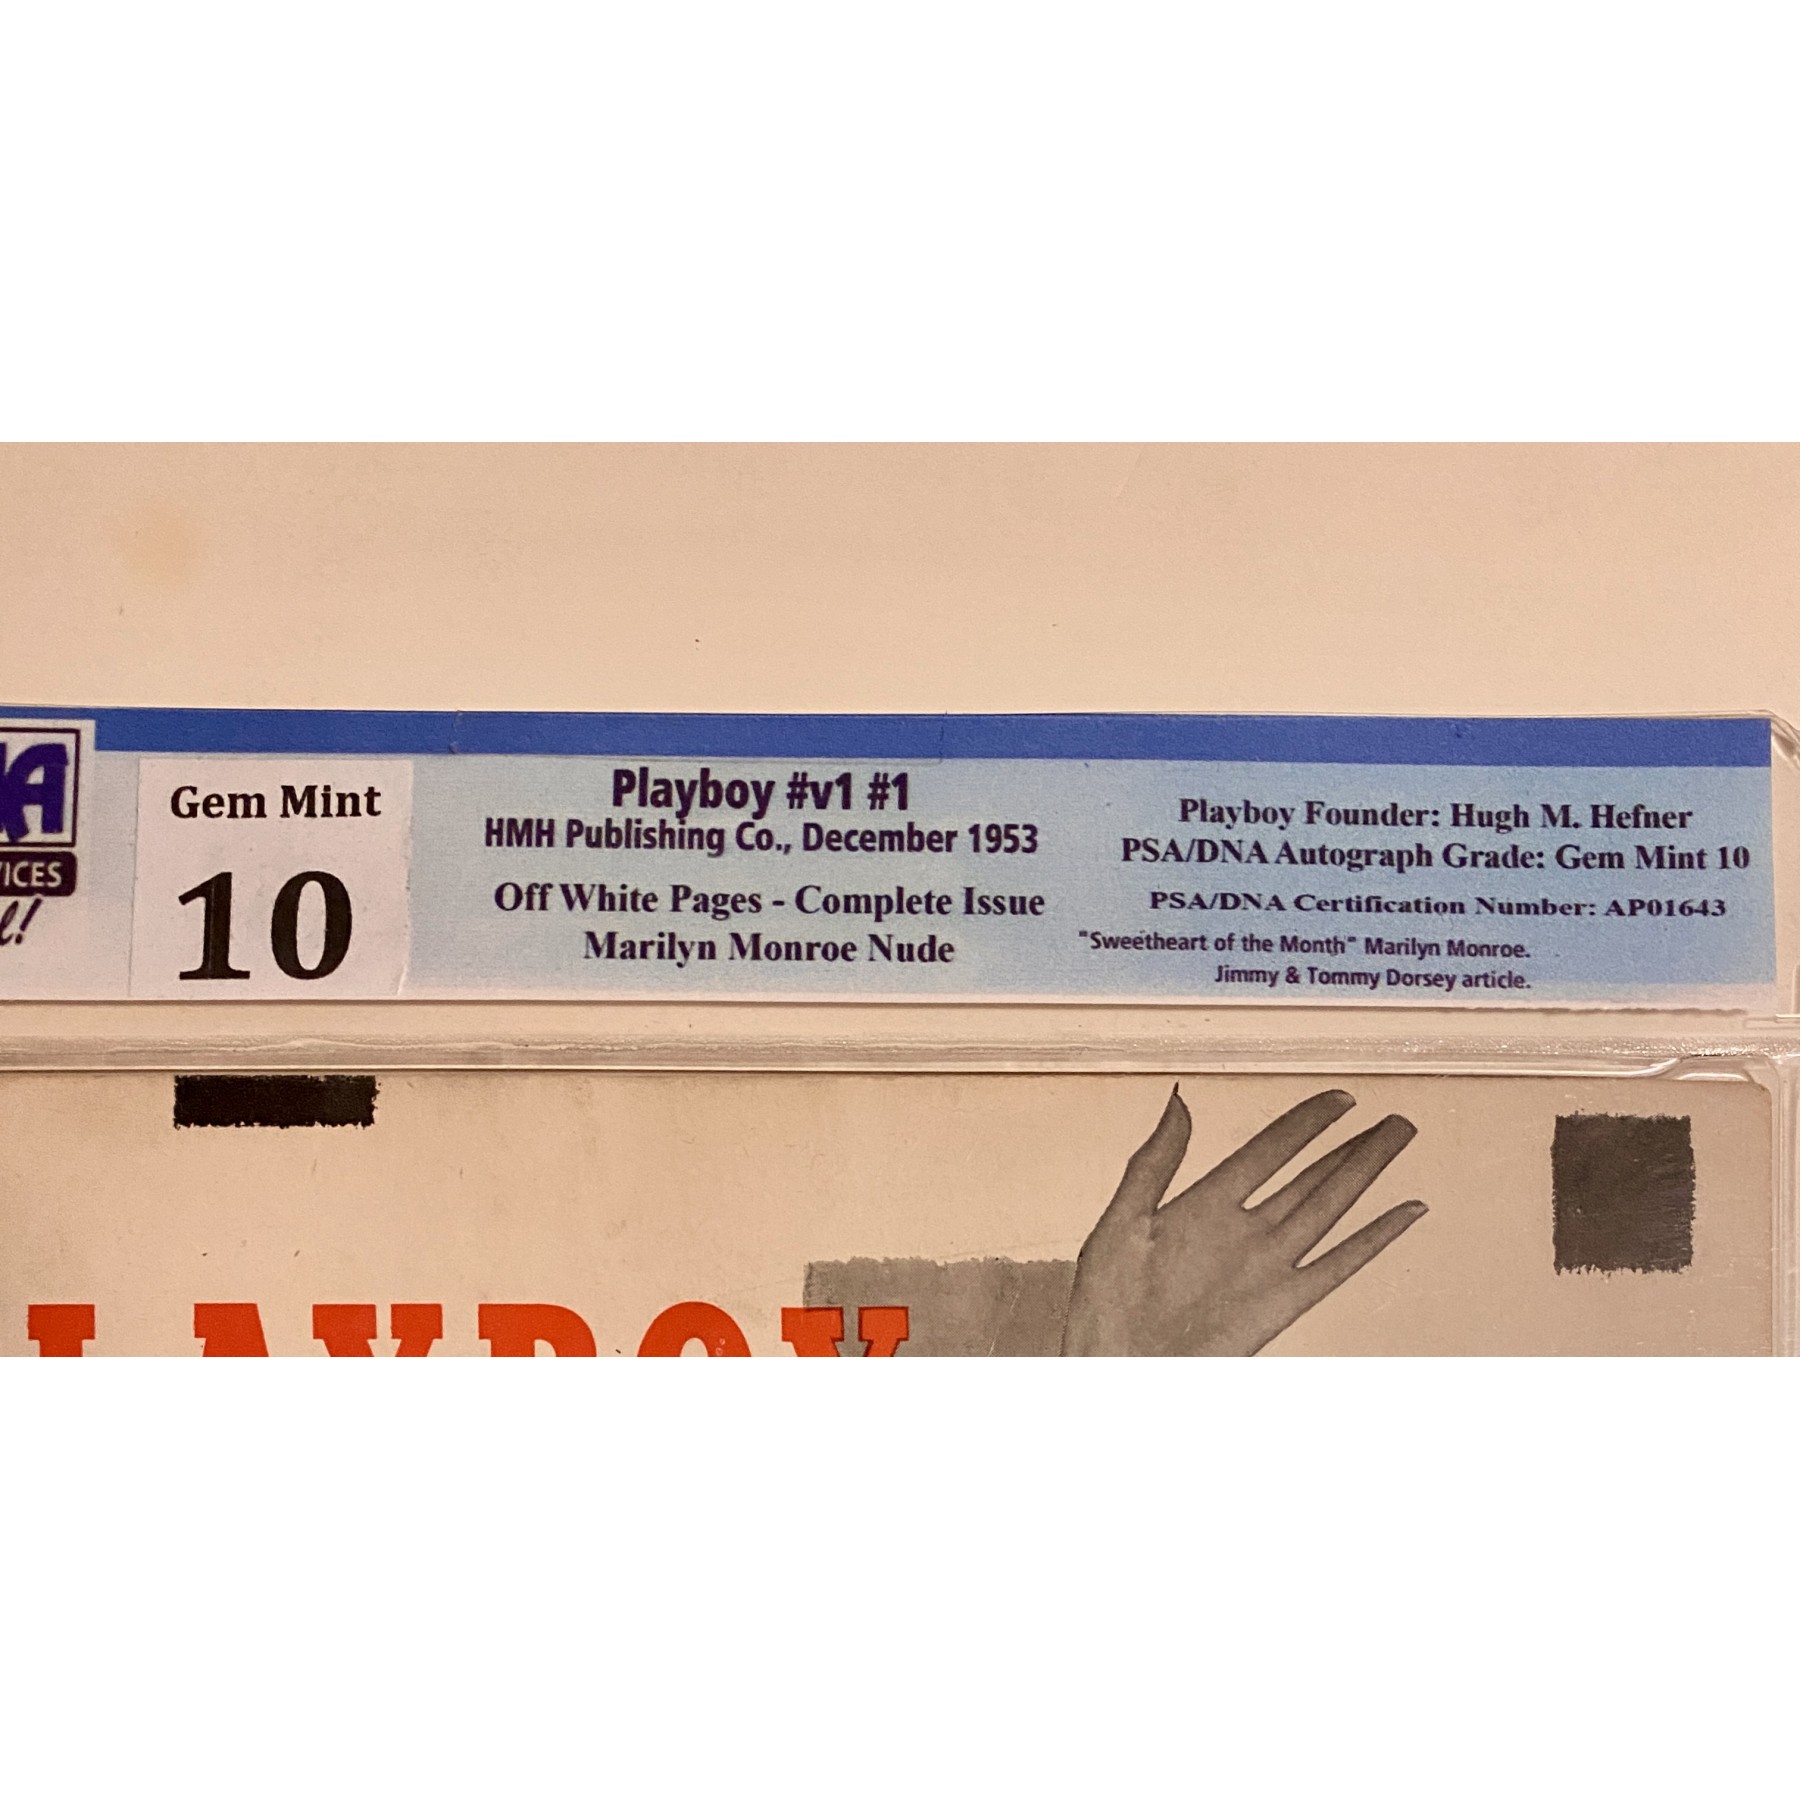 Gem Mint
10
Playboy #v1 #1
HMH Publishing Co., December 1953
Off White Pages - Complete Issue
Marilyn Monroe Nude
Playboy Founder: Hugh M. Hefner
PSA/DNA Autograph Grade: Gem Mint 10
PSA/DNA Certification Number: AP01643
"Sweetheart of the Month" Marilyn Monroe.
Jimmy & Tommy Dorsey article.
LAYBOY